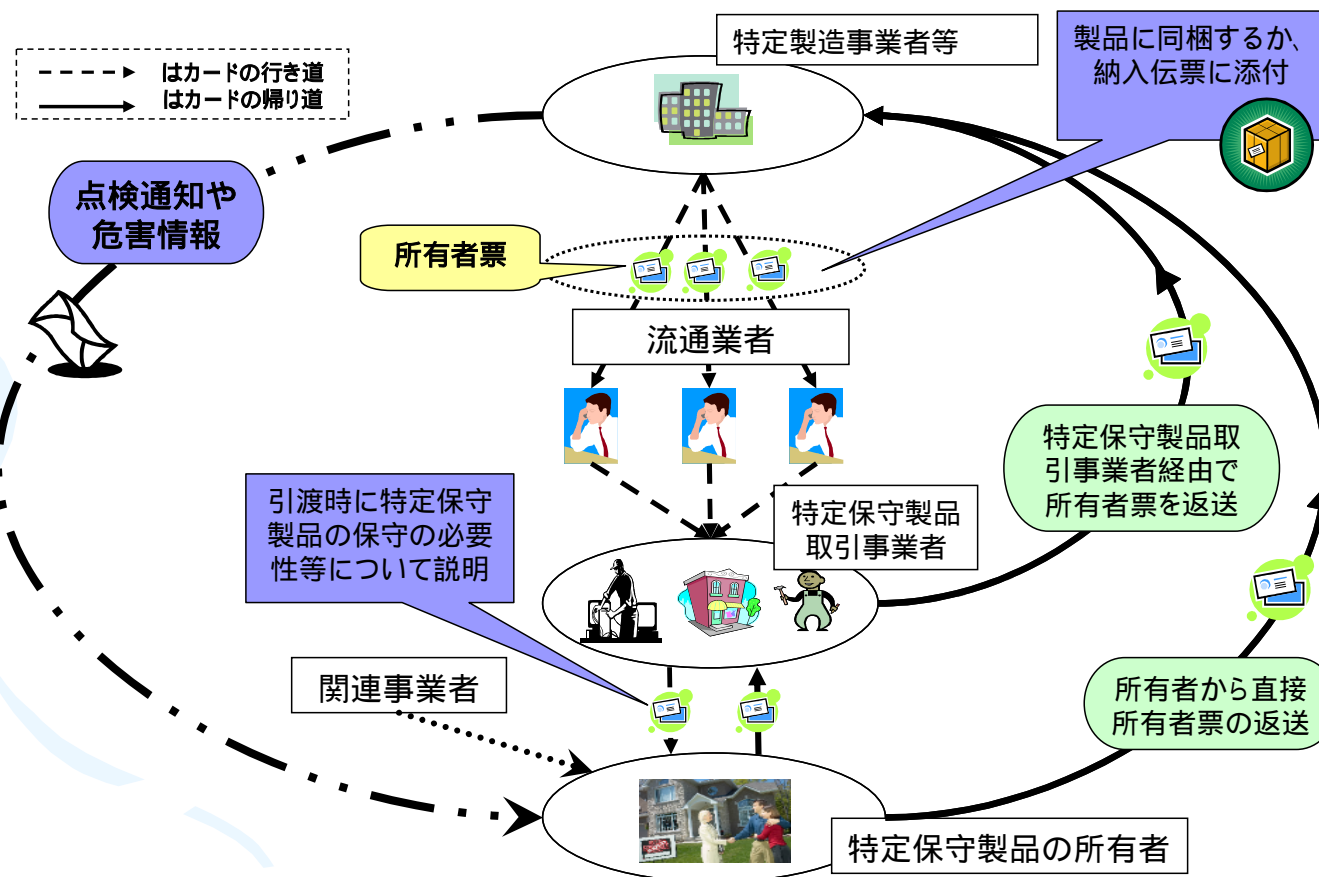 はカードの行き道
はカードの帰り道
特定製造事業者等
製品に同梱するか、
納入伝票に添付
点検通知や
危害情報
所有者票
流通業者
特定保守製品取
引事業者経由で
所有者票を返送
引渡時に特定保守
製品の保守の必要
性等について説明
特定保守製品
取引事業者
関連事業者
所有者から直接
所有者票の返送
特定保守製品の所有者